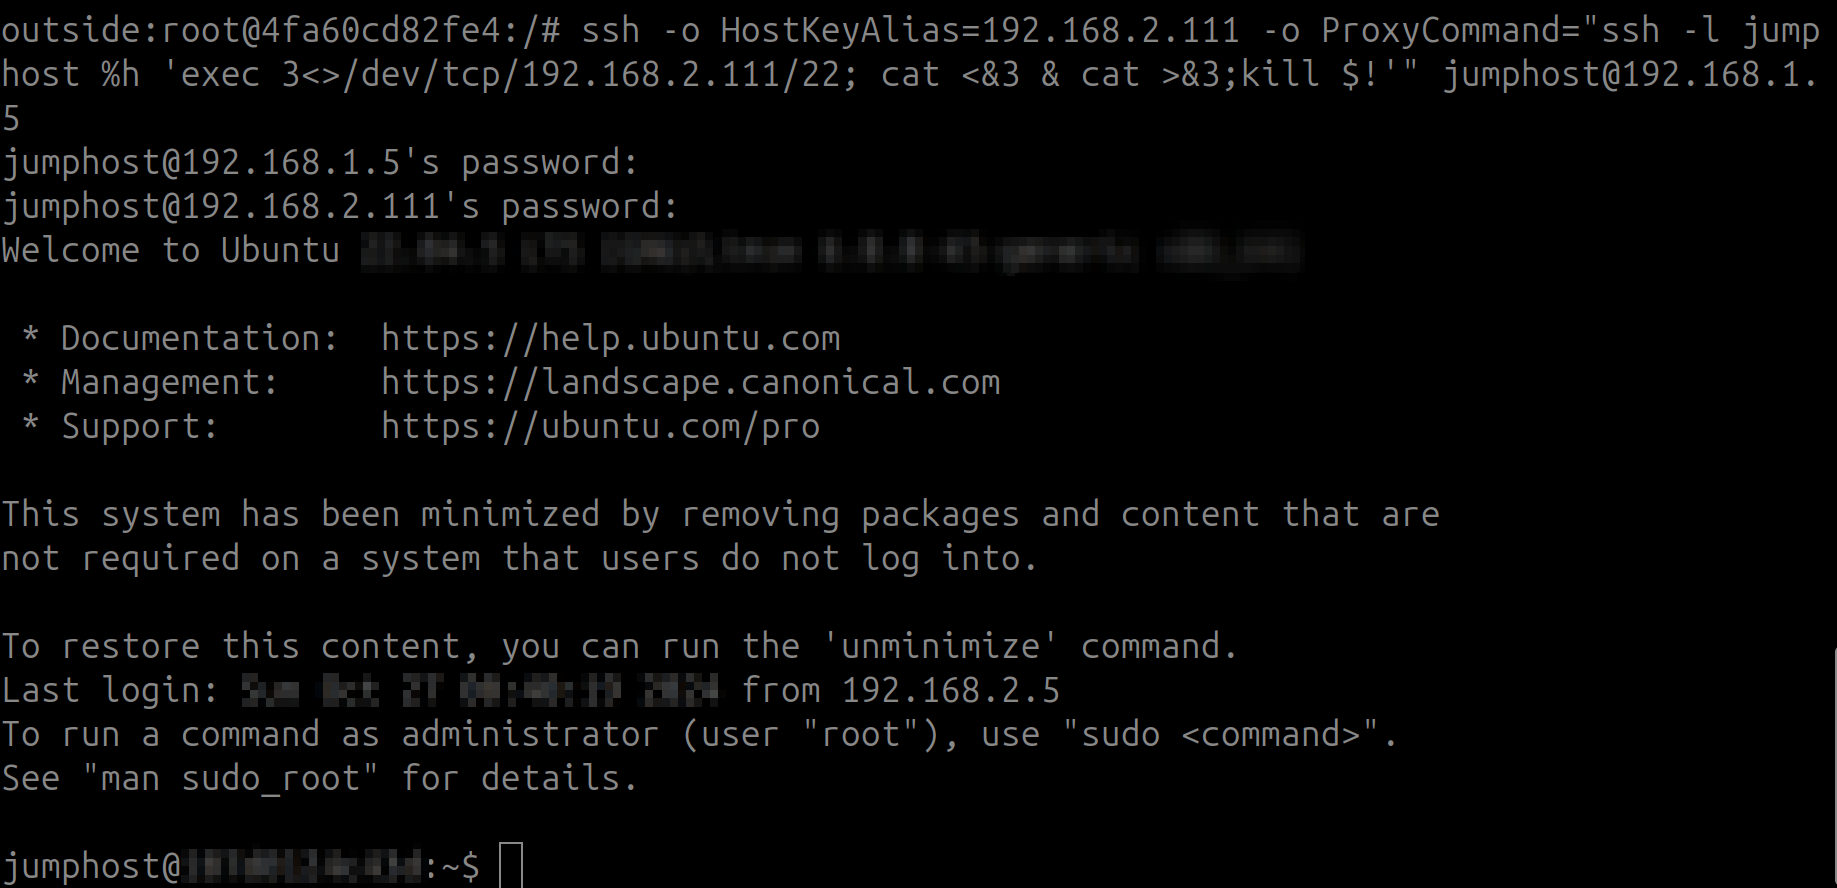 outside:root@4fa60cd82fe4:/# ssh -o HostKeyAlias=192.168.2.111 -o ProxyCommand="ssh -l jump
host %h 'exec 3<>/dev/tcp/192.168.2.111/22; cat <&3 & cat >&3;kill $!'" jumphost@192.168.1.
5
jumphost@192.168.1.5's password:
jumphost@192.168.2.111's password:
Welcome to Ubuntu
 * Documentation:  https://help.ubuntu.com
 * Management:     https://landscape.canonical.com
 * Support:        https://ubuntu.com/pro
This system has been minimized by removing packages and content that are
not required on a system that users do not log into.
To restore this content, you can run the 'unminimize' command.
Last login: from 192.168.2.5
To run a command as administrator (user "root"), use "sudo <command>".
See "man sudo_root" for details.
jumphost@:~$